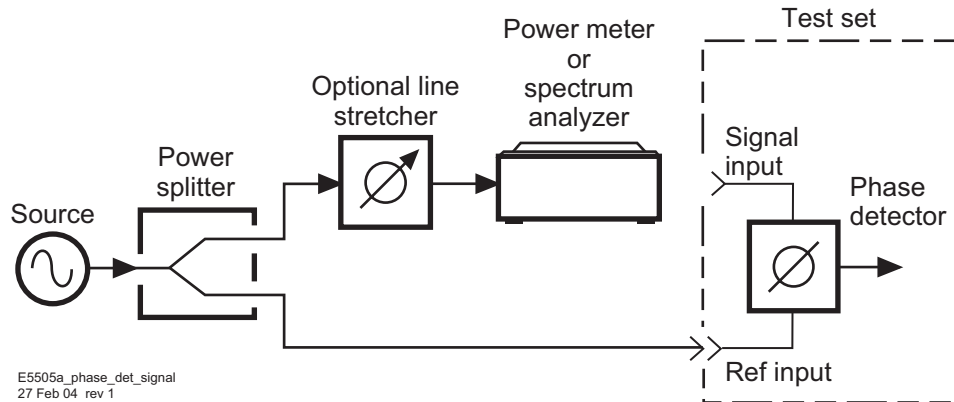 Test set
Power meter
or
spectrum
analyzer
Optional line
stretcher
Power
splitter
Source
Signal
input
Phase
detector
Ref input
E5505a_phase_det_signal
27 Feb 04 rev 1